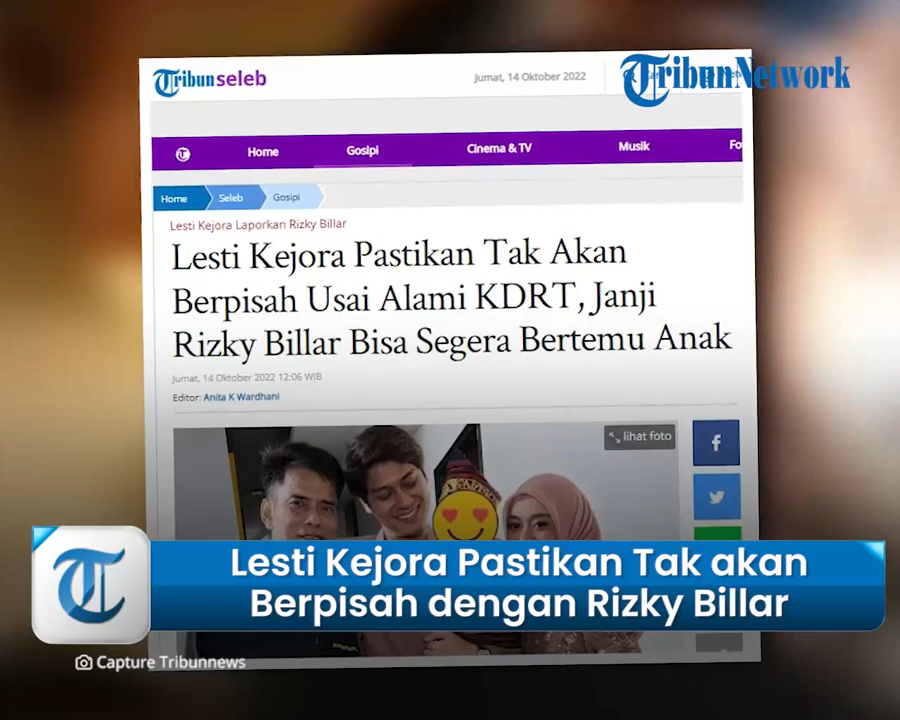 Tribunseleb
Jumat, 14 Oktober 2022
TribunNetwork
Home Gosipi Cinema & TV Musik
Home Seleb Gosipi
Lesti Kejora Laporkan Rizky Billar
Lesti Kejora Pastikan Tak Akan
Berpisah Usai Alami KDRT, Janji
Rizky Billar Bisa Segera Bertemu Anak
Jumat, 14 Oktober 2022 12:06 WIB
Editor: Anita K Wardhani
lihat foto
Lesti Kejora Pastikan Tak akan
Berpisah dengan Rizky Billar
Capture Tribunnews